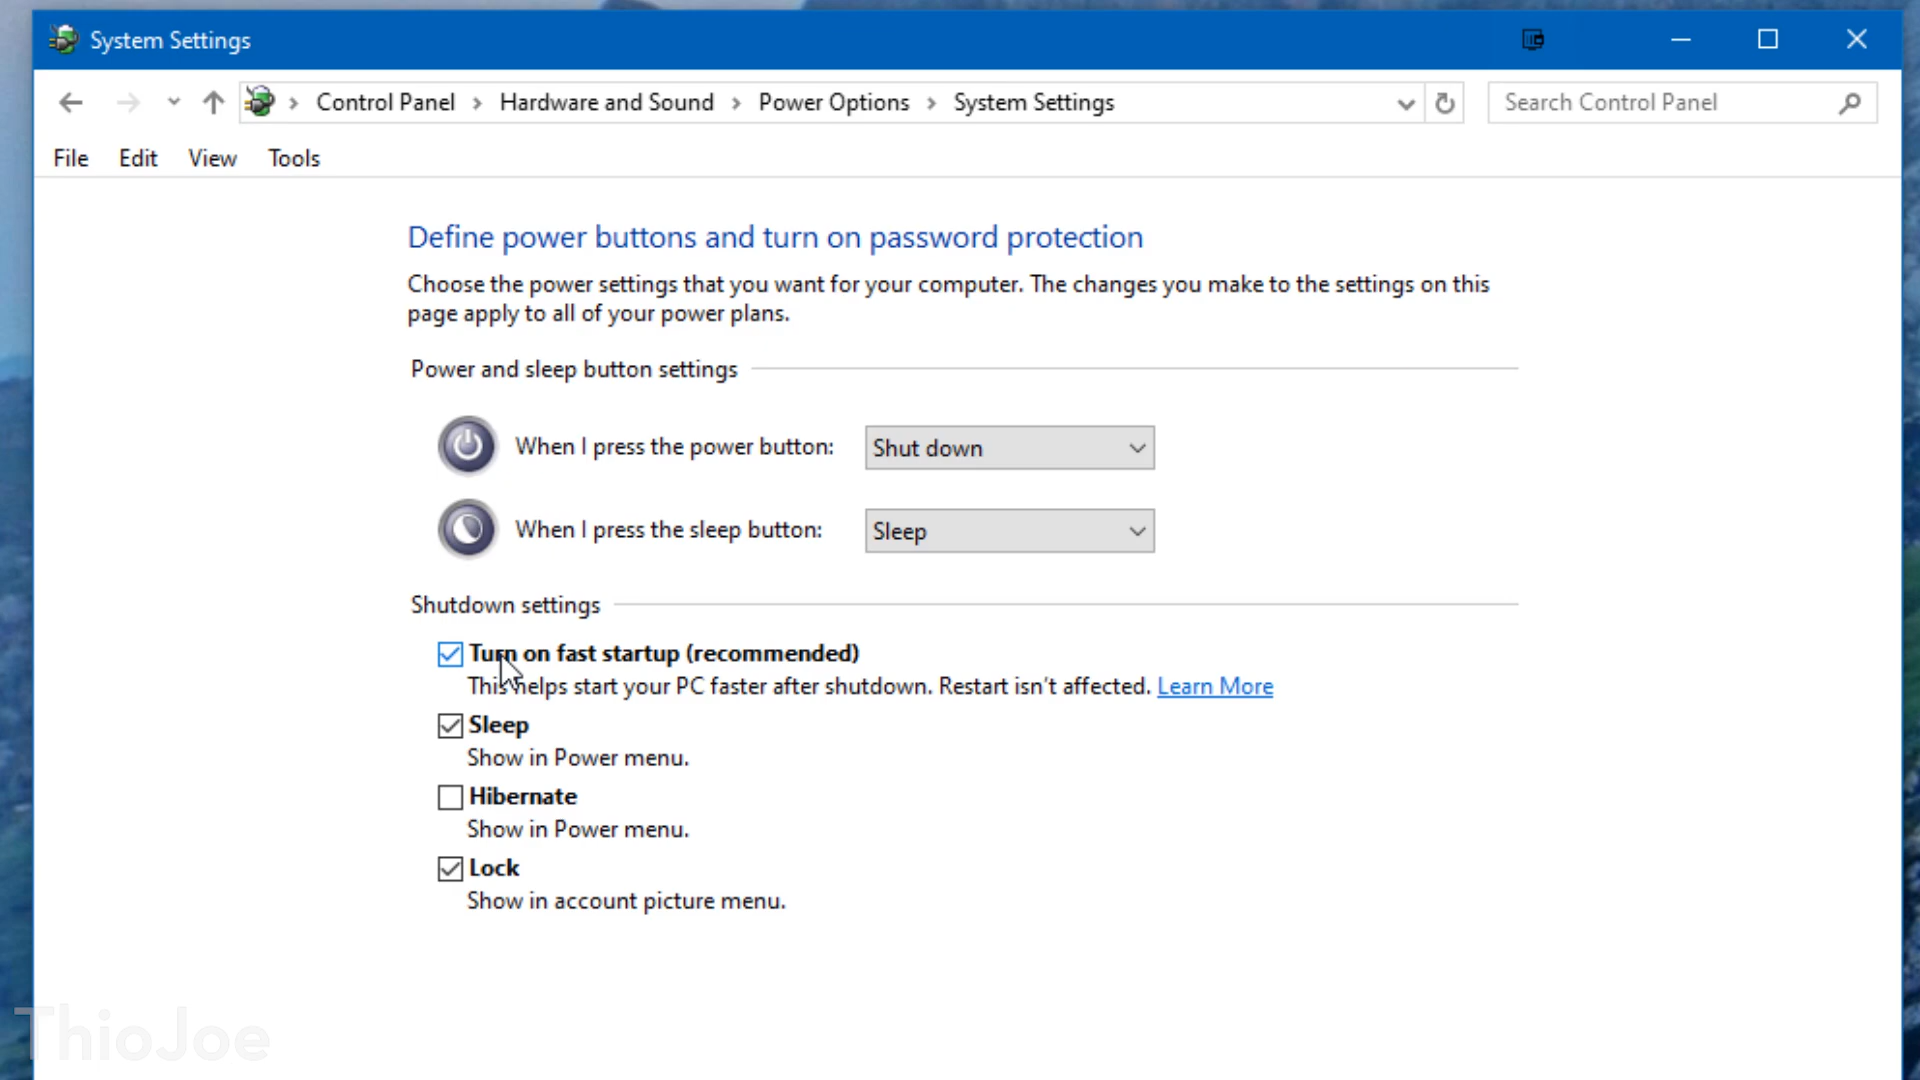 System Settings
Control Panel > Hardware and Sound > Power Options > System Settings
Search Control Panel
File Edit View Tools
Define power buttons and turn on password protection
Choose the power settings that you want for your computer. The changes you make to the settings on this
page apply to all of your power plans.
Power and sleep button settings
When I press the power button: Shut down
When I press the sleep button: Sleep
Shutdown settings
Turn on fast startup (recommended)
This helps start your PC faster after shutdown. Restart isn't affected. Learn More
Sleep
Show in Power menu.
Hibernate
Show in Power menu.
Lock
Show in account picture menu.
ThioJoe